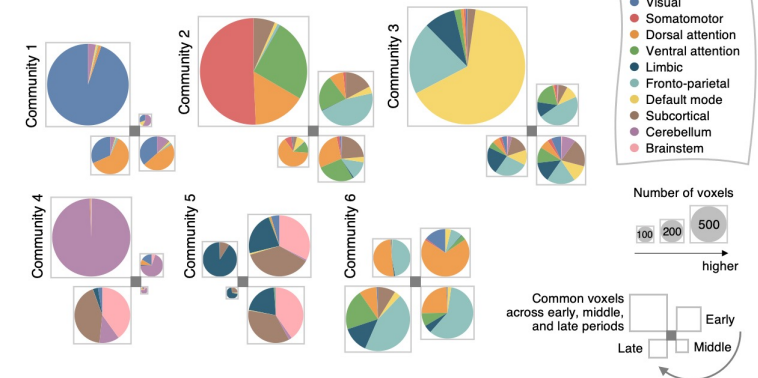 Community 1
Community 2
Community 3
Visual
Somatomotor
Dorsal attention
Ventral attention
Limbic
Fronto-parietal
Default mode
Subcortical
Cerebellum
Brainstem
Community 4
Community 5
Community 6
Number of voxels
100
200
500
higher
Common voxels
across early, middle,
and late periods
Early
Late
Middle